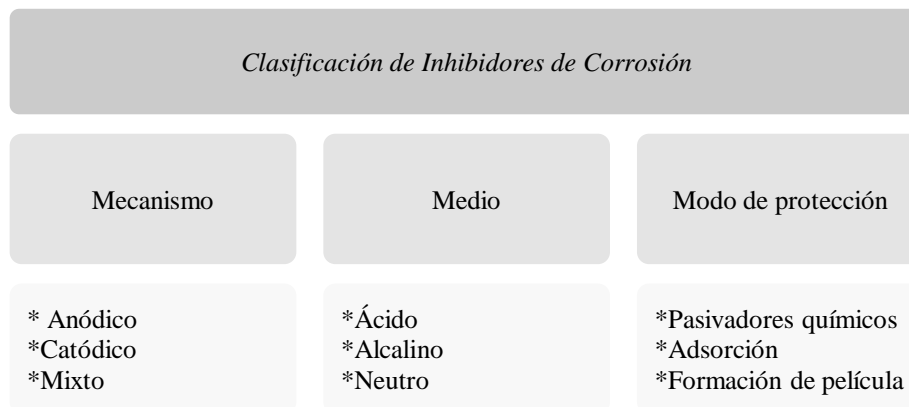 Clasificación de Inhibidores de Corrosión
Mecanismo
Medio
Modo de protección
* Anódico
*Catódico
*Mixto
*Ácido
*Alcalino
*Neutro
*Pasivadores químicos
*Adsorción
*Formación de película